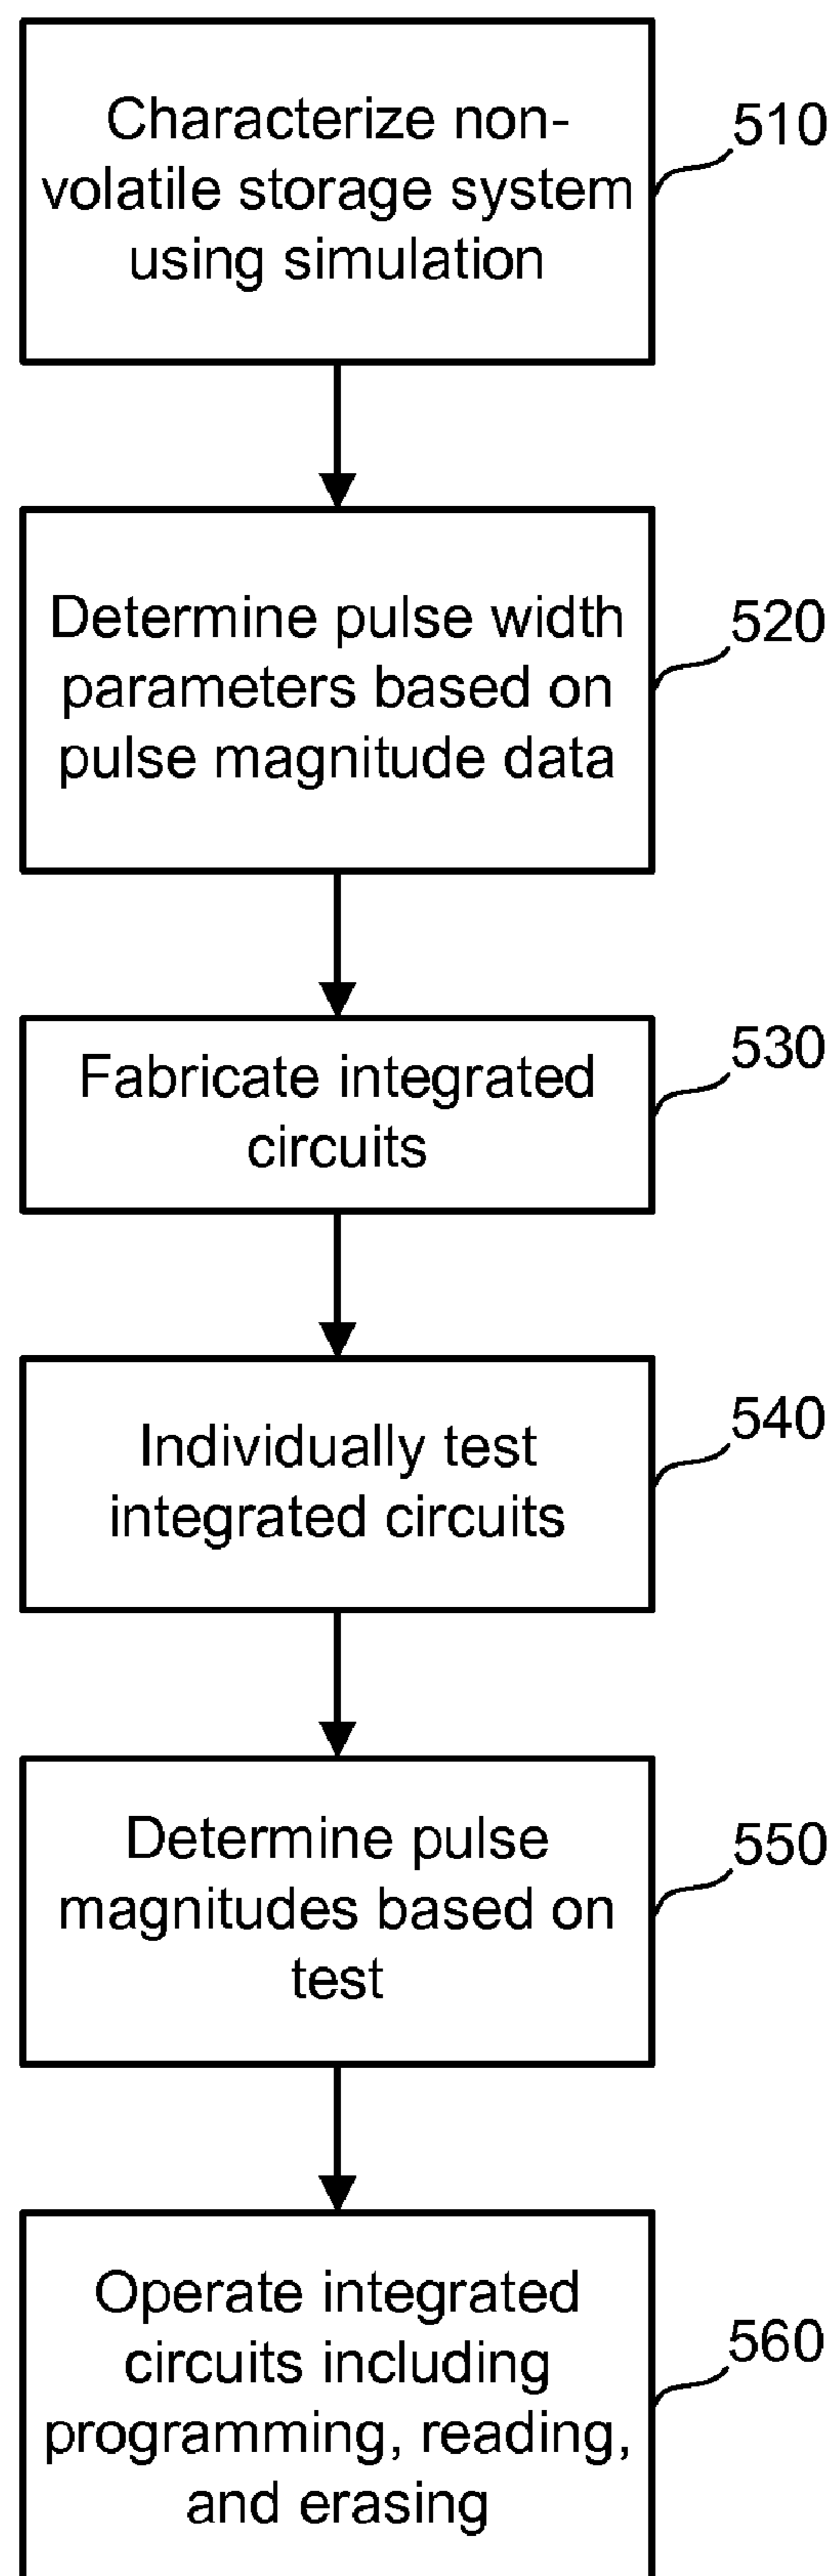 Characterize non-
volatile storage system
using simulation
510
Determine pulse width
parameters based on
pulse magnitude data
520
Fabricate integrated
circuits
530
Individually test
integrated circuits
540
Determine pulse
magnitudes based on
test
550
Operate integrated
circuits including
programming, reading,
and erasing
560